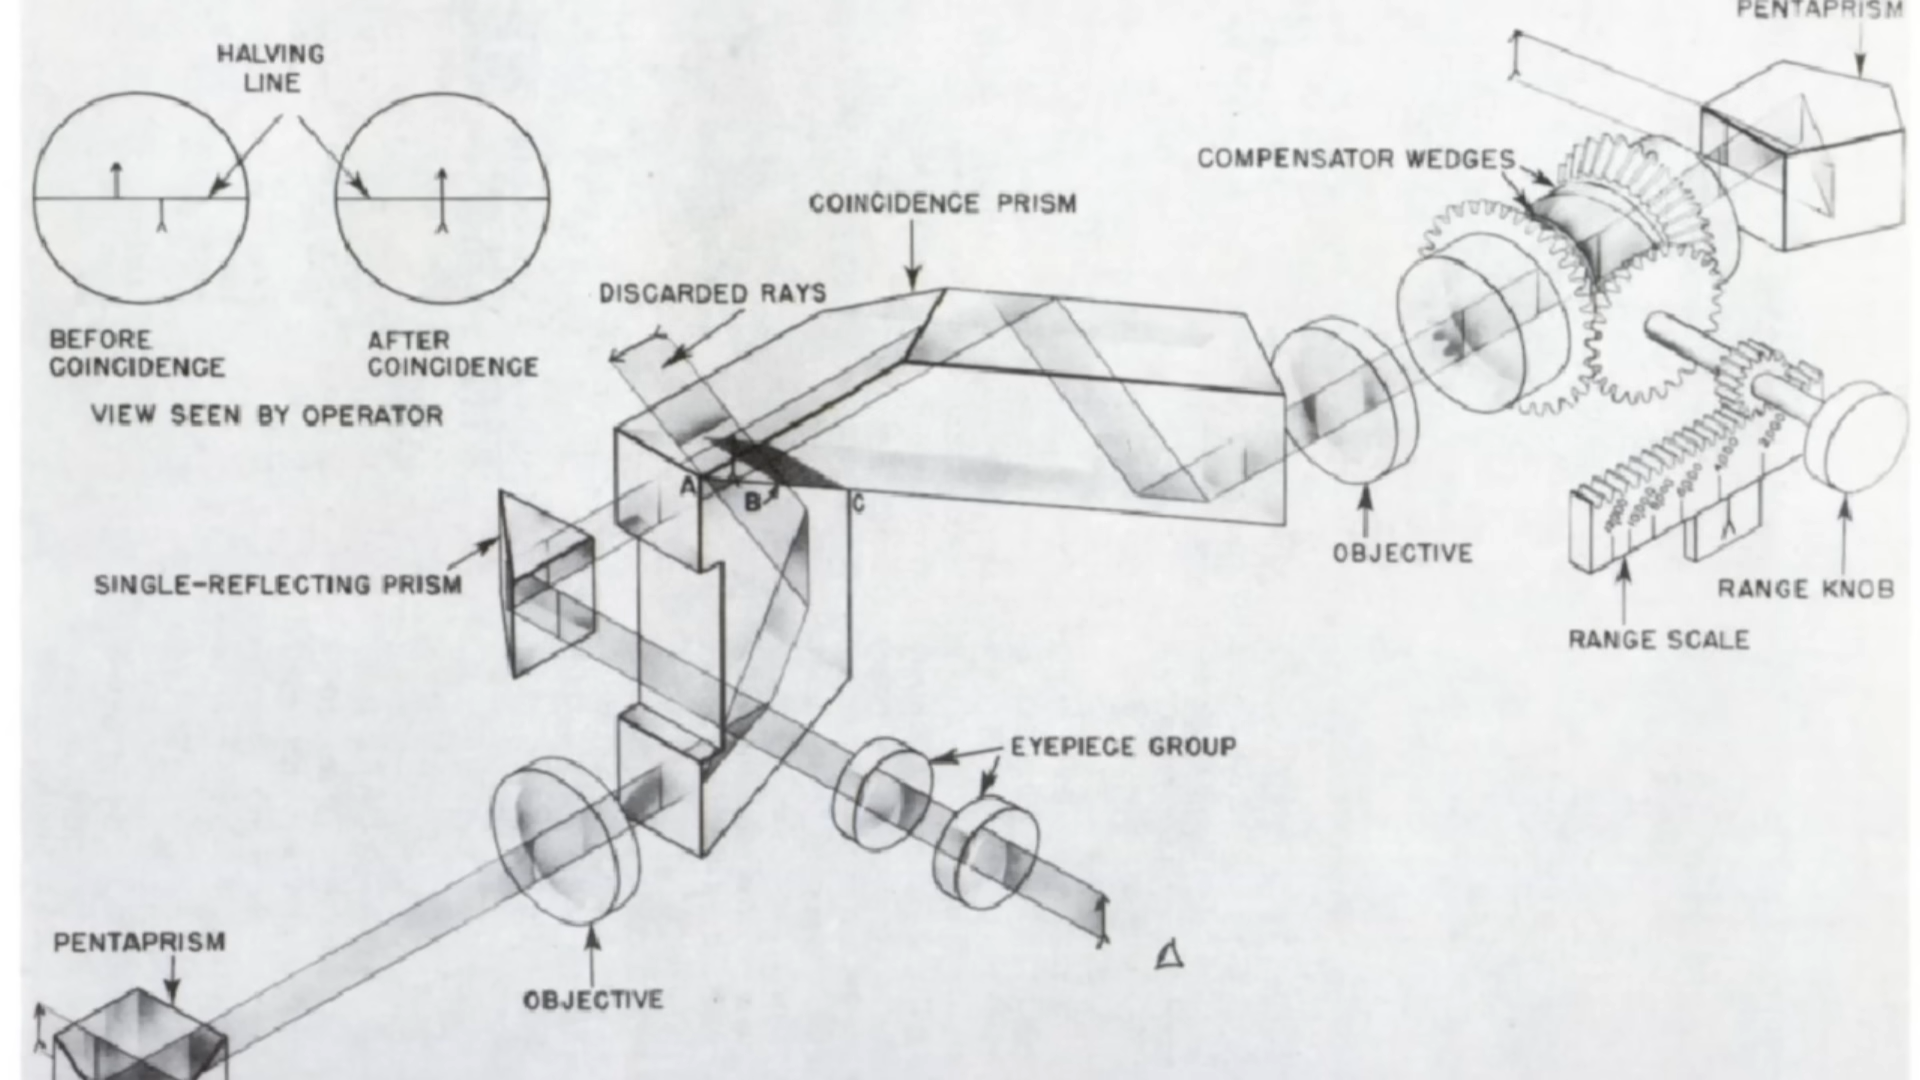 PENTAPRISM
HALVING
LINE
COMPENSATOR WEDGES
COINCIDENCE PRISM
DISCARDED RAYS
BEFORE
COINCIDENCE
AFTER
COINCIDENCE
VIEW SEEN BY OPERATOR
A
B
C
SINGLE-REFLECTING PRISM
OBJECTIVE
RANGE KNOB
RANGE SCALE
EYEPIECE GROUP
PENTAPRISM
OBJECTIVE